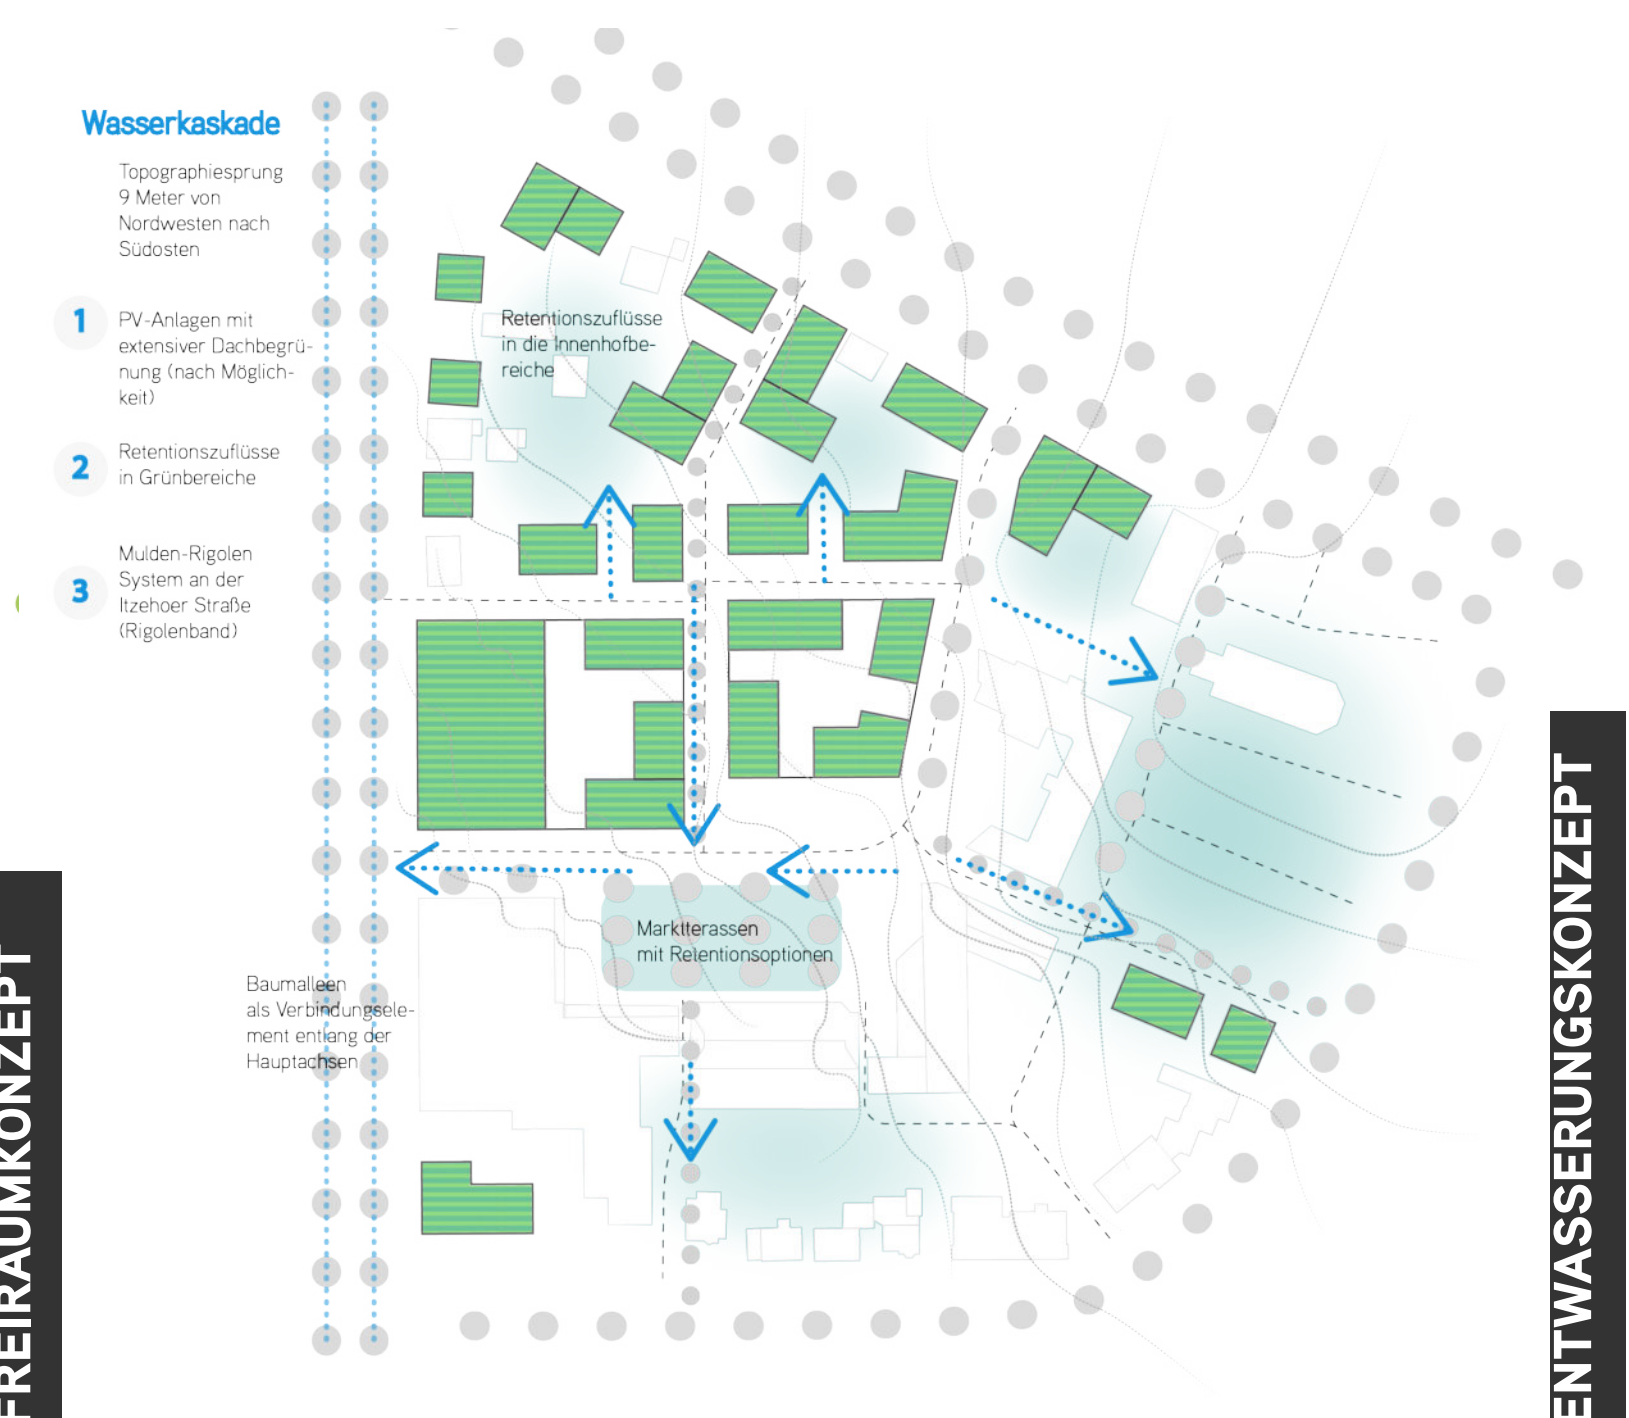 Wasserkaskade
Topographiesprung
9 Meter von
Nordwesten nach
Südosten
1
PV-Anlagen mit
extensiver Dachbegrü-
nung (nach Möglich-
keit)
2
Retentionszuflüsse
in Grünbereiche
3
Mulden-Rigolen
System an der
Itzehoer Straße
(Rigolenband)
Retentionszuflüsse
in die Innenhofbe-
reiche
Marktterassen
mit Retentionsoptionen
Baumalleen
als Verbindungsele-
ment entlang der
Hauptachsen
FREIRAUMKONZEPT
ENTWASSERUNGSKONZEPT